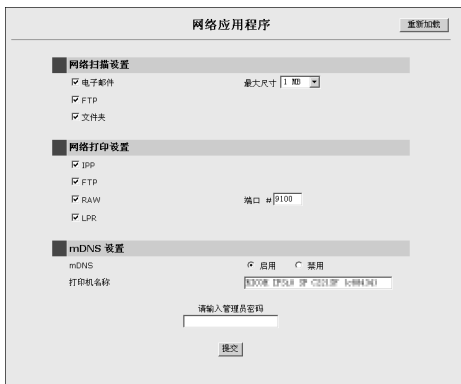 网络应用程序
重新加载
网络扫描设置
电子邮件 最大尺寸 1 MB
FTP
文件夹
网络打印设置
IPP
FTP
RAW 端口 # 9100
LPR
mDNS 设置
mDNS 启用 禁用
打印机名称
请输入管理员密码
提交